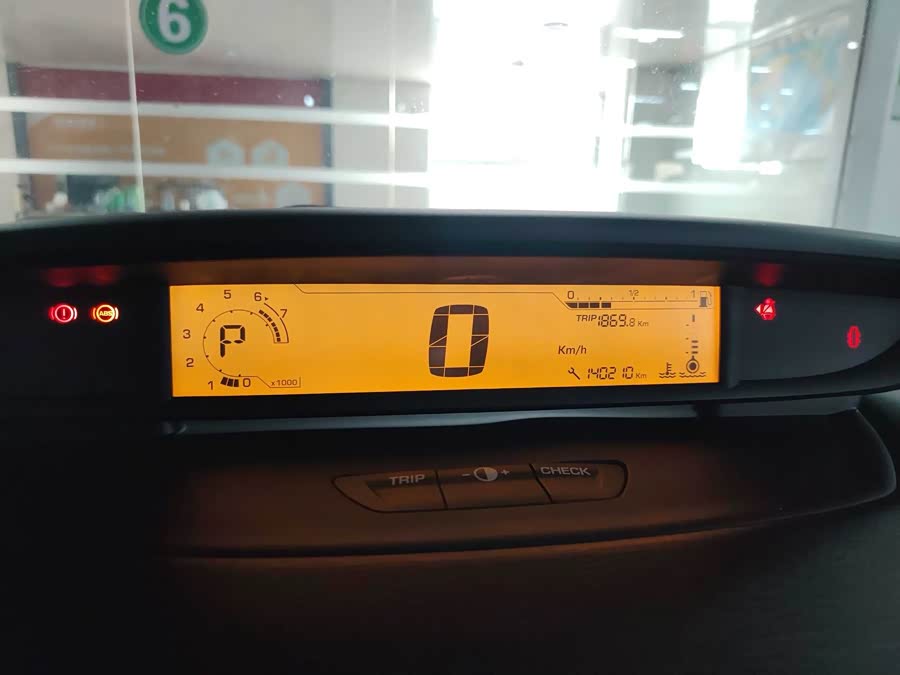 6
5
6
4
7
3
P
2
1 0 x1000
0
Km/h
0 1/2 1
TRIP 1869.8 Km
140210 Km
ABS
TRIP - + CHECK